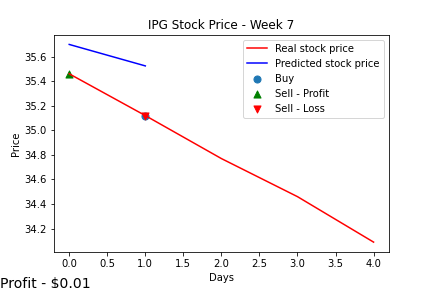 IPG Stock Price - Week 7
Real stock price
Predicted stock price
Buy
Sell - Profit
Sell - Loss
Price
35.6
35.4
35.2
35.0
34.8
34.6
34.4
34.2
0.0 0.5 1.0 1.5 2.0 2.5 3.0 3.5 4.0
Days
Profit - $0.01